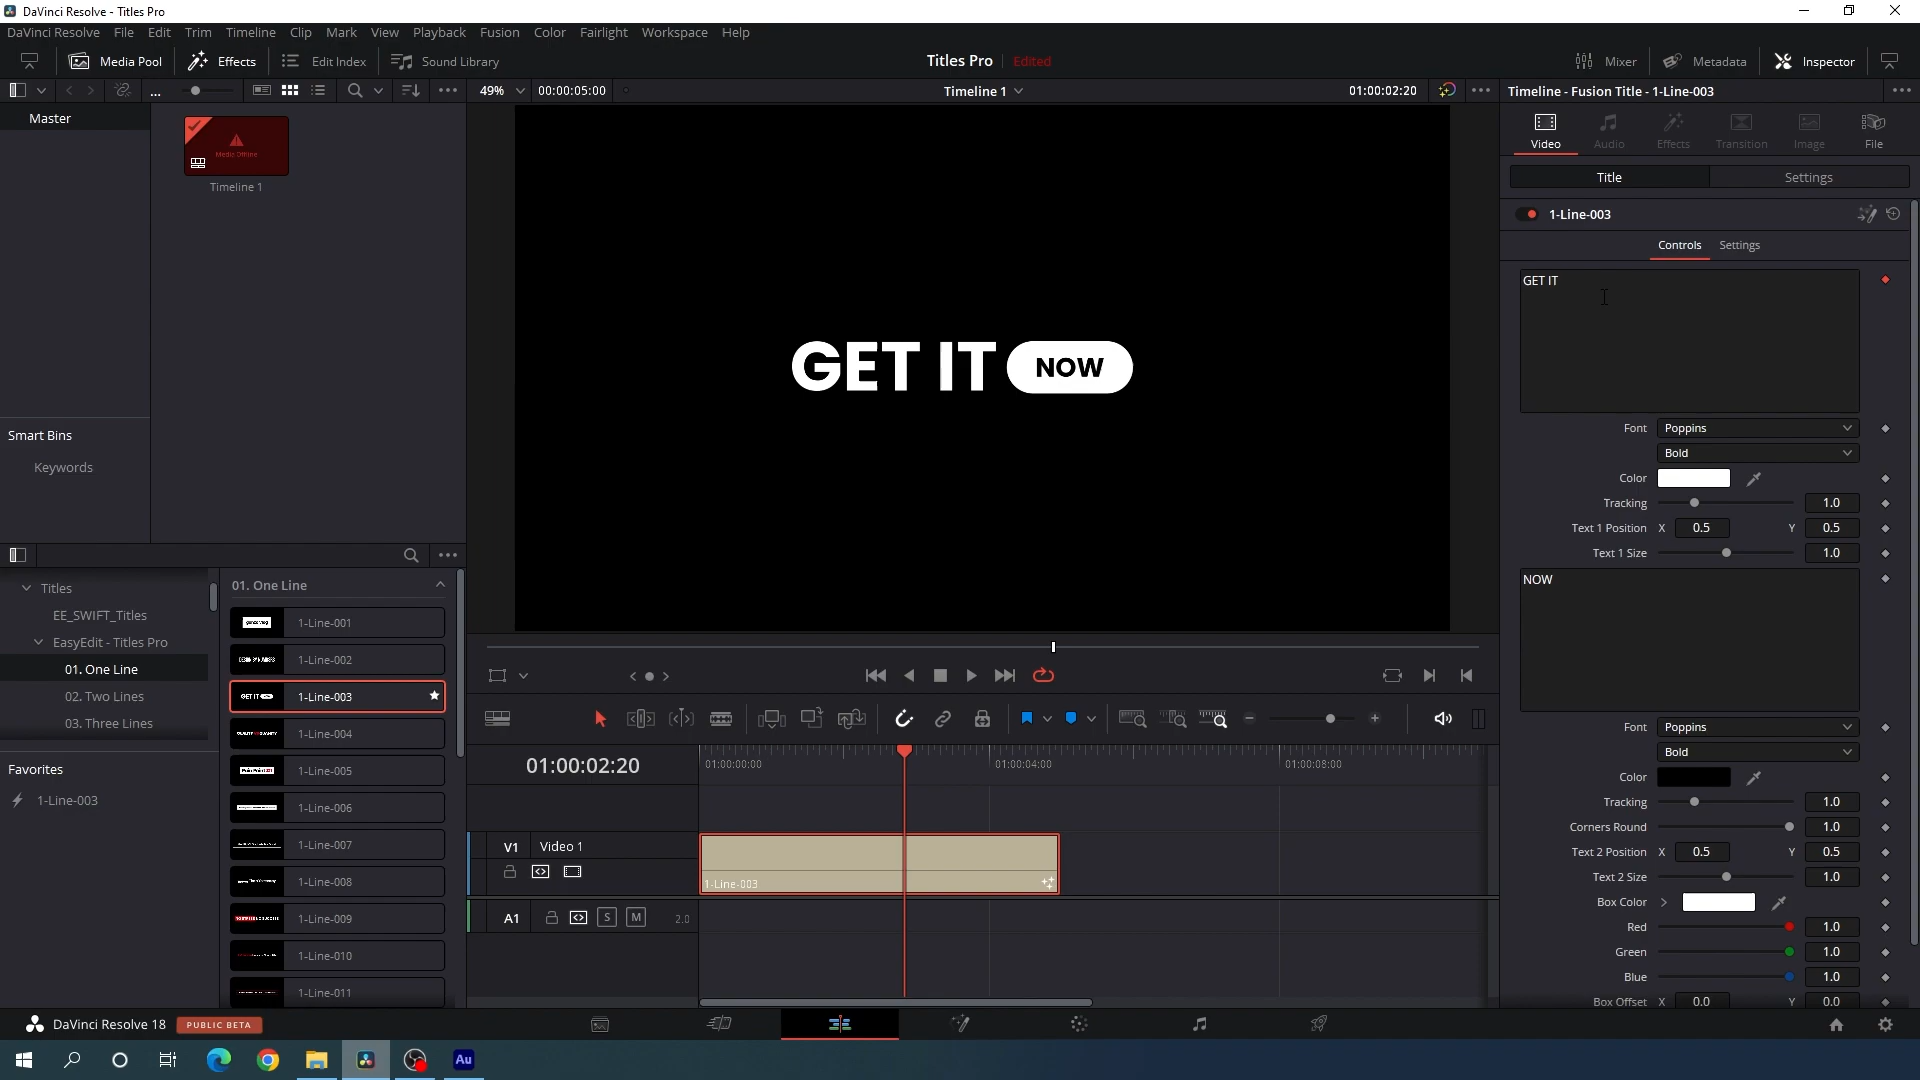 DaVinci Resolve - Titles Pro
DaVinci Resolve File Edit Trim Timeline Clip Mark View Playback Fusion Color Fairlight Workspace Help
Media Pool Effects Edit Index Sound Library Titles Pro Edited Mixer Metadata Inspector
... 49% 00:00:05:00 Timeline 1 01:00:02:20 Timeline - Fusion Title - 1-Line-003
Master
Media Offline
Timeline 1
Smart Bins
Keywords
Titles
EE_SWIFT_Titles
EasyEdit - Titles Pro
01. One Line
02. Two Lines
03. Three Lines
Favorites
1-Line-003
01. One Line
1-Line-001
1-Line-002
GET IT
1-Line-003
1-Line-004
1-Line-005
1-Line-006
1-Line-007
1-Line-008
1-Line-009
1-Line-010
1-Line-011
GET IT NOW
01:00:02:20
01:00:00:00 01:00:04:00 01:00:08:00
V1 Video 1
1-Line-003
A1 S M 2.0
Video Audio Effects Transition Image File
Title Settings
1-Line-003
Controls Settings
GET IT
Font Poppins
Bold
Color
Tracking 1.0
Text 1 Position X 0.5 Y 0.5
Text 1 Size 1.0
NOW
Font Poppins
Bold
Color
Tracking 1.0
Corners Round 1.0
Text 2 Position X 0.5 Y 0.5
Text 2 Size 1.0
Box Color
Red 1.0
Green 1.0
Blue 1.0
Box Offset X 0.0 Y 0.0
DaVinci Resolve 18 PUBLIC BETA
Au